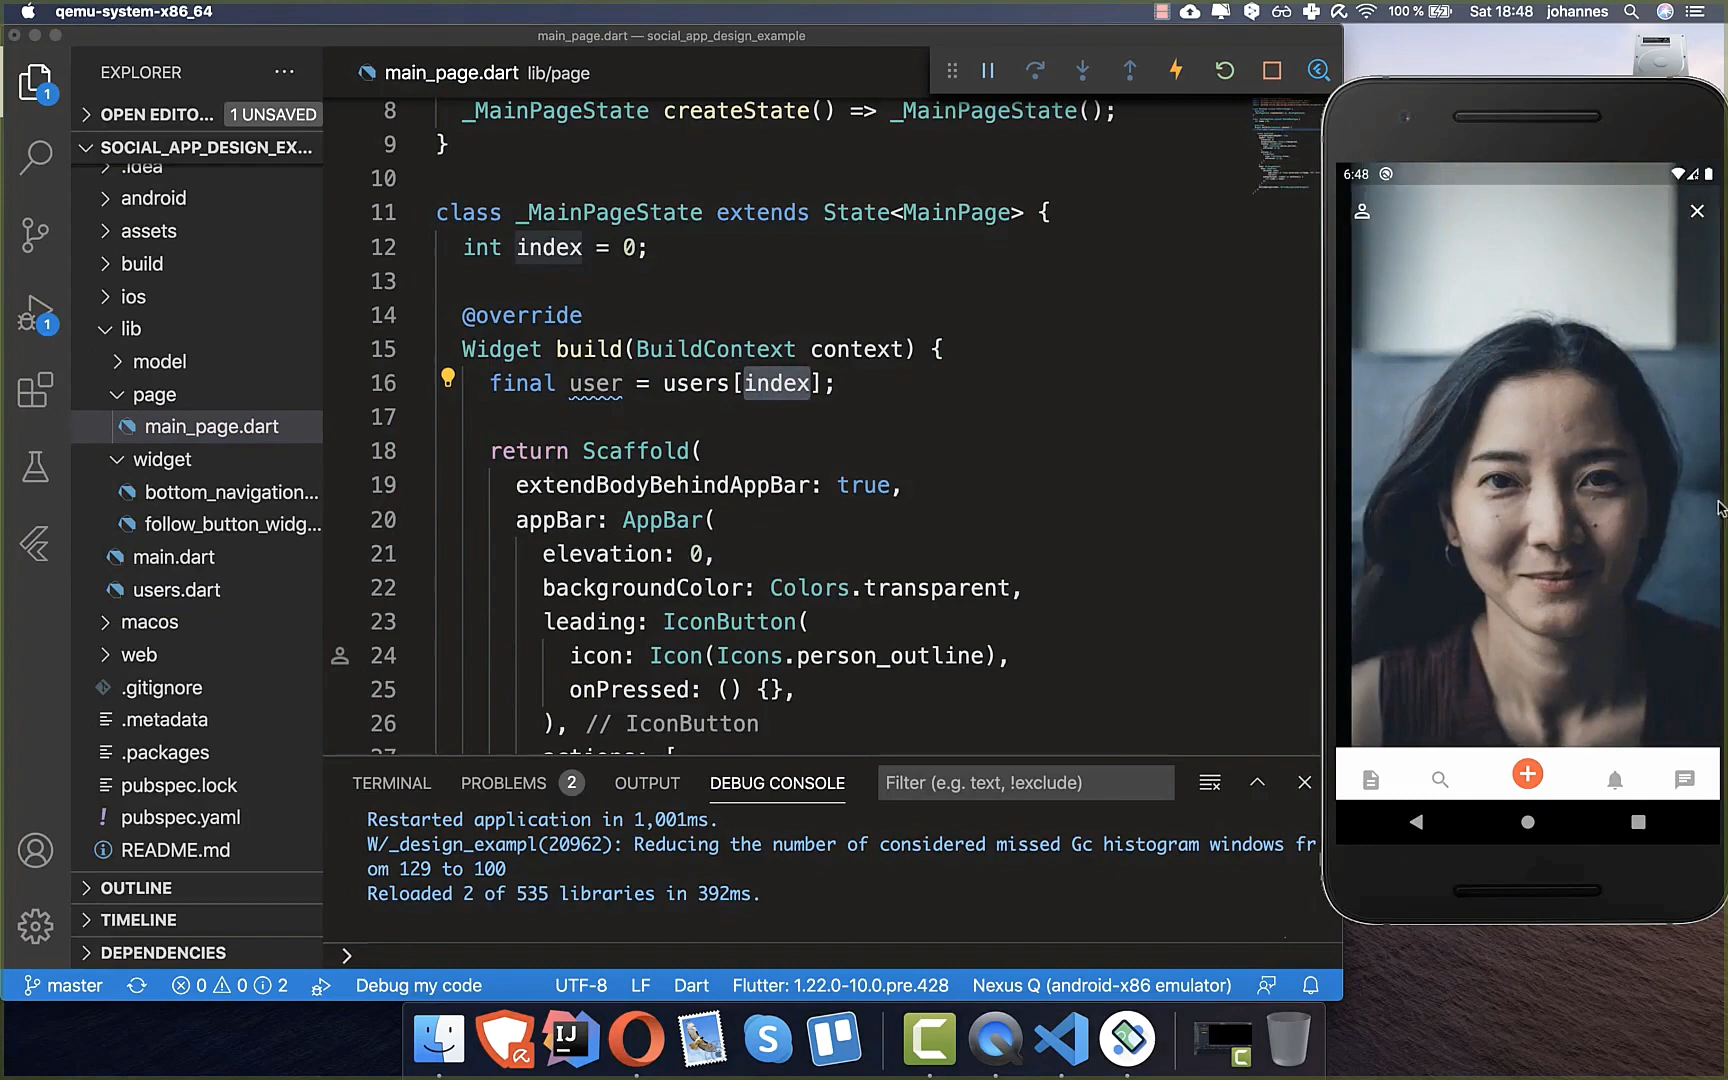 qemu-system-x86_64
100 %
Sat 18:48
johannes
main_page.dart — social_app_design_example
EXPLORER
main_page.dart lib/page
OPEN EDITO...
1 UNSAVED
SOCIAL_APP_DESIGN_EX...
.idea
android
assets
build
ios
lib
model
page
main_page.dart
widget
bottom_navigation...
follow_button_widg...
main.dart
users.dart
macos
web
.gitignore
.metadata
.packages
pubspec.lock
pubspec.yaml
README.md
OUTLINE
TIMELINE
DEPENDENCIES
1
1
8 _MainPageState createState() => _MainPageState();
9 }
10
11 class _MainPageState extends State<MainPage> {
12 int index = 0;
13
14 @override
15 Widget build(BuildContext context) {
16 final user = users[index];
17
18 return Scaffold(
19 extendBodyBehindAppBar: true,
20 appBar: AppBar(
21 elevation: 0,
22 backgroundColor: Colors.transparent,
23 leading: IconButton(
24 icon: Icon(Icons.person_outline),
25 onPressed: () {},
26 ), // IconButton
27 actions: [
TERMINAL
PROBLEMS 2
OUTPUT
DEBUG CONSOLE
Filter (e.g. text, !exclude)
Restarted application in 1,001ms.
W/_design_exampl(20962): Reducing the number of considered missed Gc histogram windows fr
om 129 to 100
Reloaded 2 of 535 libraries in 392ms.
master
0
0
2
Debug my code
UTF-8
LF
Dart
Flutter: 1.22.0-10.0.pre.428
Nexus Q (android-x86 emulator)
6:48
IJ